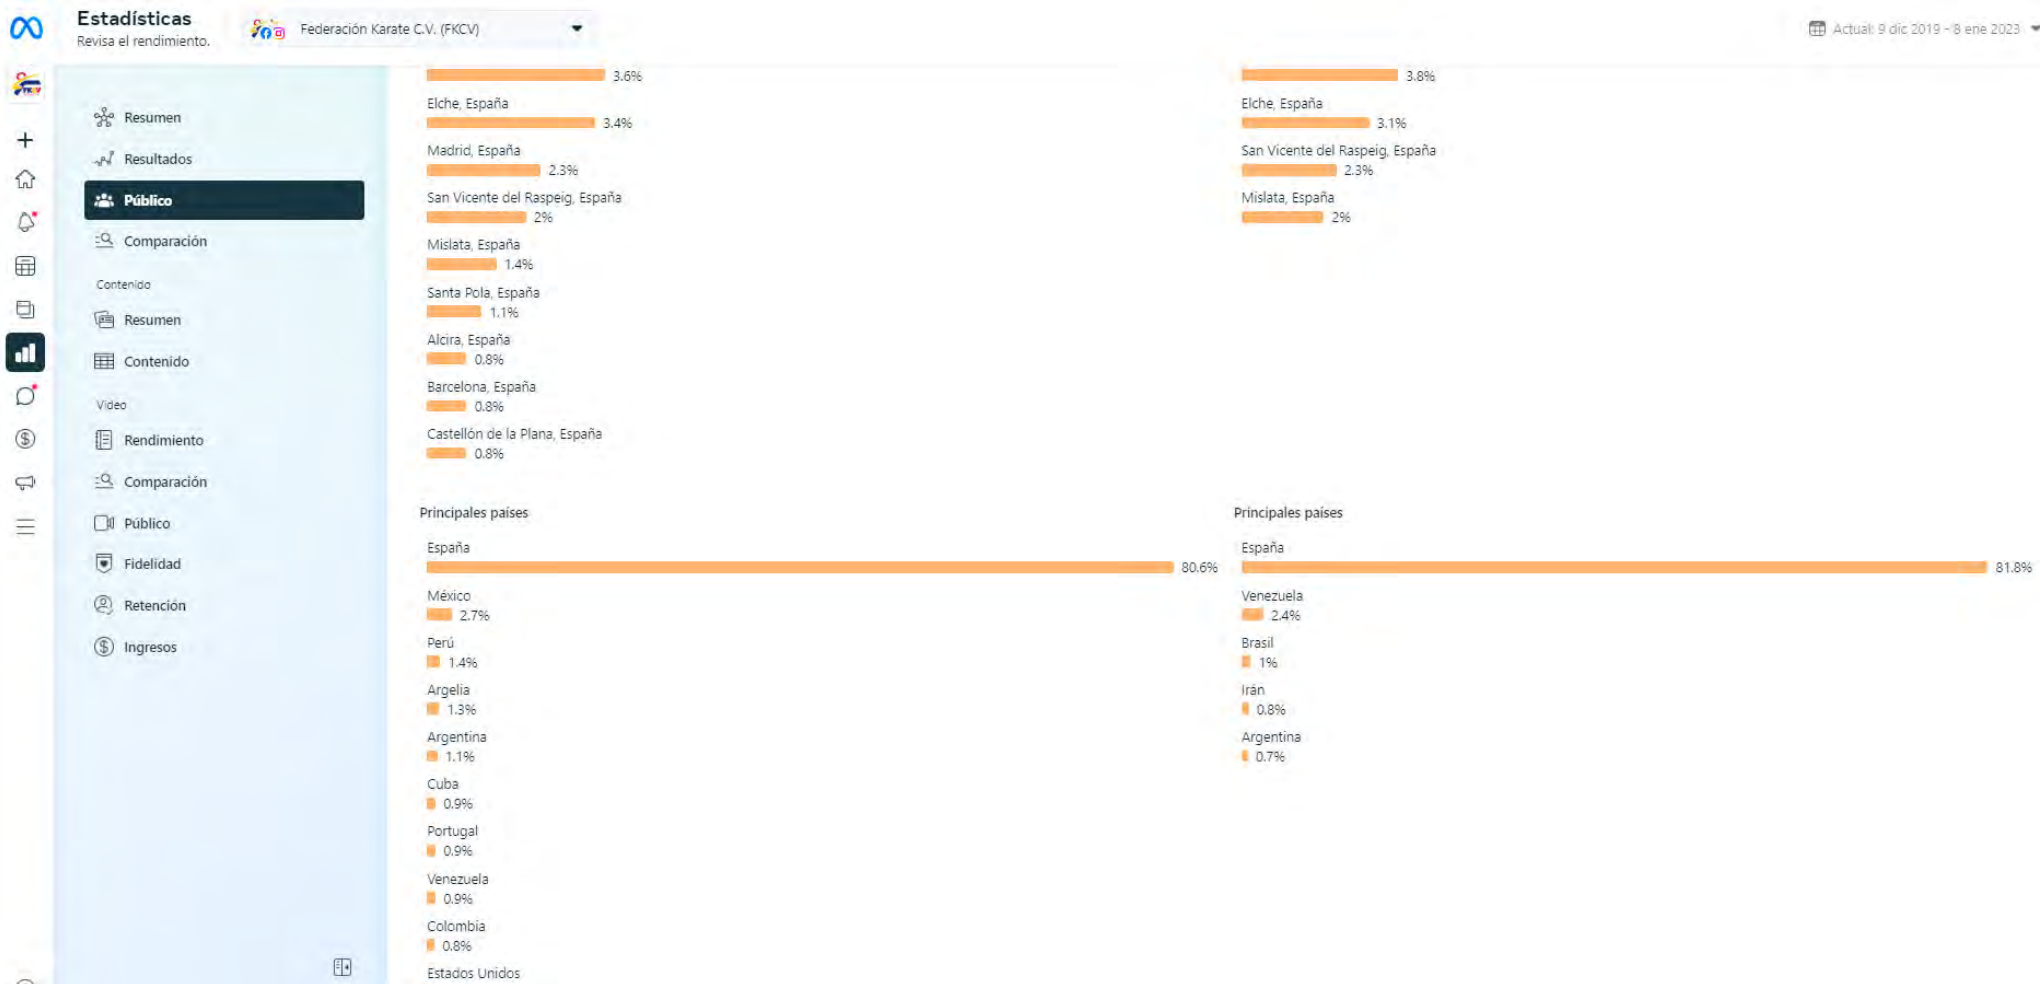 Estadísticas
Revisa el rendimiento.
Federación Karate C.V. (FKCV)
Actual: 9 dic 2019 - 8 ene 2023
Resumen
Resultados
Público
Comparación
Contenido
Resumen
Contenido
Video
Rendimiento
Comparación
Público
Fidelidad
Retención
Ingresos
3.6%
Elche, España
3.4%
Madrid, España
2.3%
San Vicente del Raspeig, España
2%
Mislata, España
1.4%
Santa Pola, España
1.1%
Alcira, España
0.8%
Barcelona, España
0.8%
Castellón de la Plana, España
0.8%
Principales países
España
80.6%
México
2.7%
Perú
1.4%
Argelia
1.3%
Argentina
1.1%
Cuba
0.9%
Portugal
0.9%
Venezuela
0.9%
Colombia
0.8%
Estados Unidos
3.8%
Elche, España
3.1%
San Vicente del Raspeig, España
2.3%
Mislata, España
2%
Principales países
España
81.8%
Venezuela
2.4%
Brasil
1%
Irán
0.8%
Argentina
0.7%